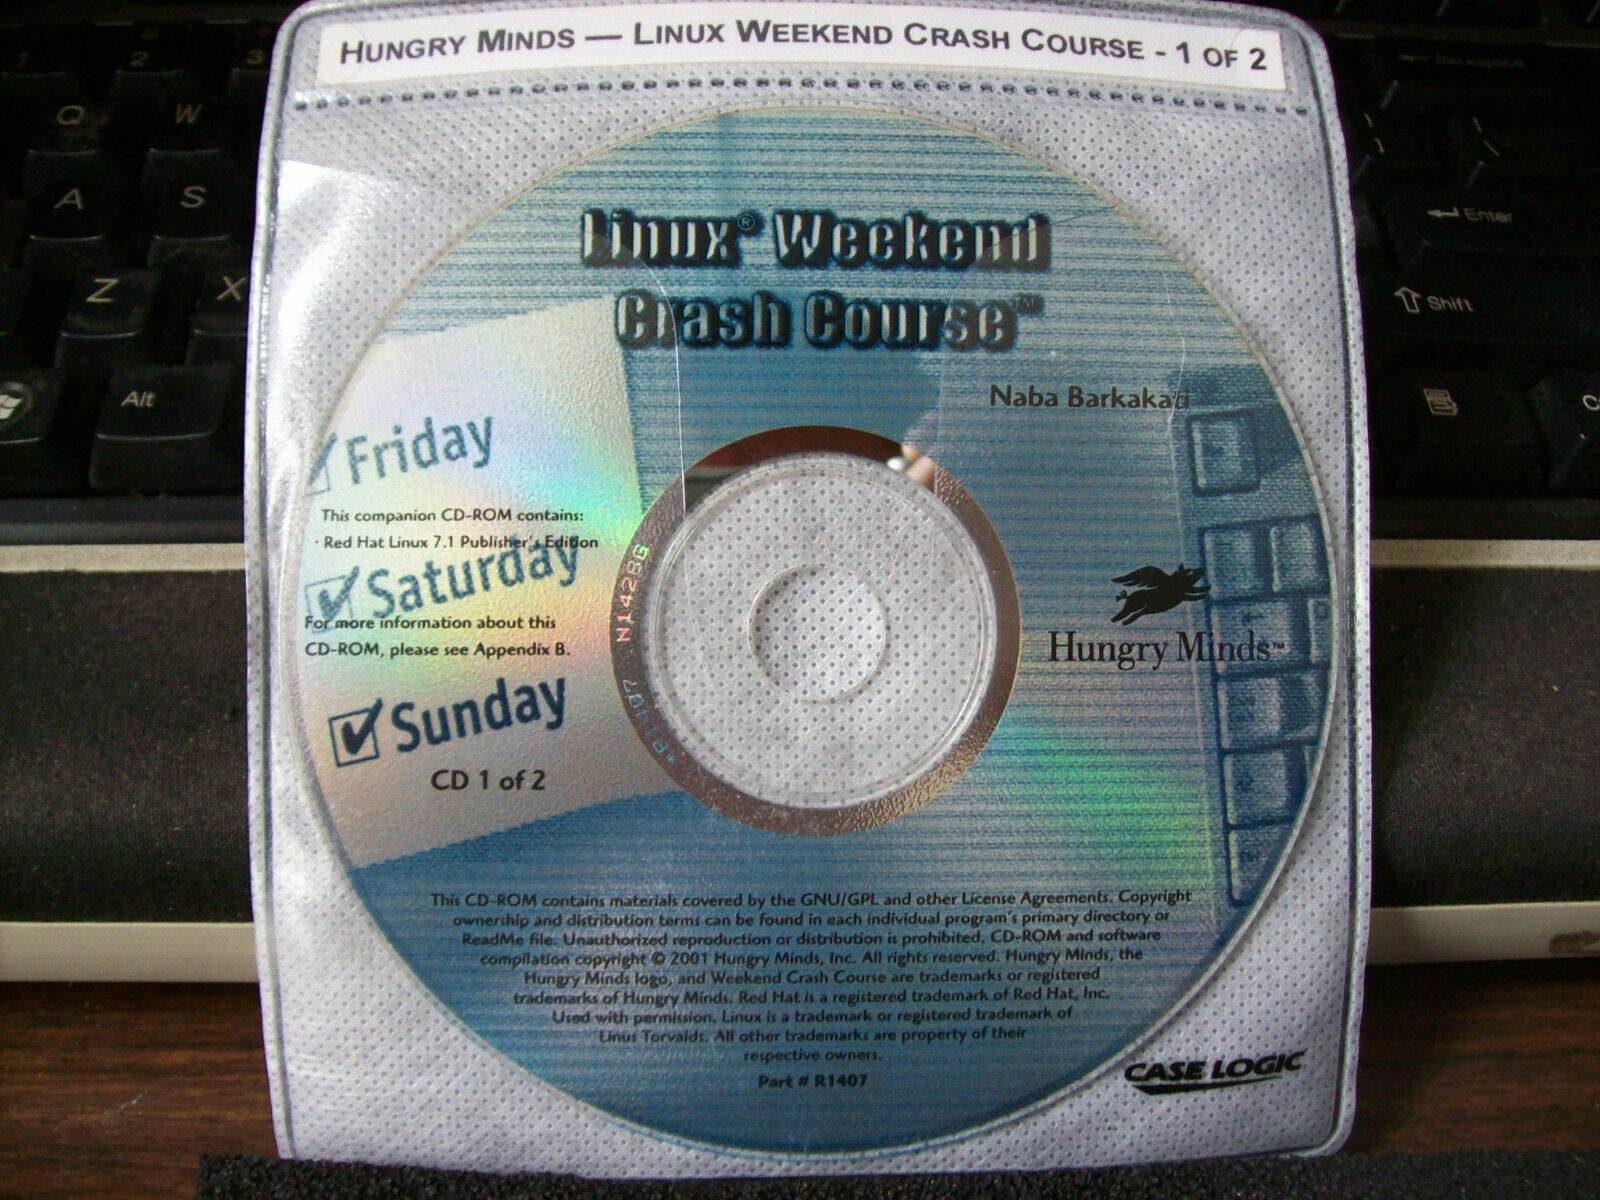 HUNGRY MINDS — LINUX WEEKEND CRASH COURSE - 1 OF 2
Linux® Weekend
Crash Course™
Naba Barkakati
Friday
This companion CD-ROM contains:
· Red Hat Linux 7.1 Publisher's Edition
Saturday
For more information about this
CD-ROM, please see Appendix B.
Sunday
CD 1 of 2
Hungry Minds™
N1428G
*R1407
This CD-ROM contains materials covered by the GNU/GPL and other License Agreements. Copyright
ownership and distribution terms can be found in each individual program's primary directory or
ReadMe file. Unauthorized reproduction or distribution is prohibited. CD-ROM and software
compilation copyright © 2001 Hungry Minds, Inc. All rights reserved. Hungry Minds, the
Hungry Minds logo, and Weekend Crash Course are trademarks or registered
trademarks of Hungry Minds. Red Hat is a registered trademark of Red Hat, Inc.
Used with permission. Linux is a trademark or registered trademark of
Linus Torvalds. All other trademarks are property of their
respective owners.
Part # R1407
CASE LOGIC
1
2
3
Q
W
A
S
Z
X
Alt
Backspace
Enter
Shift